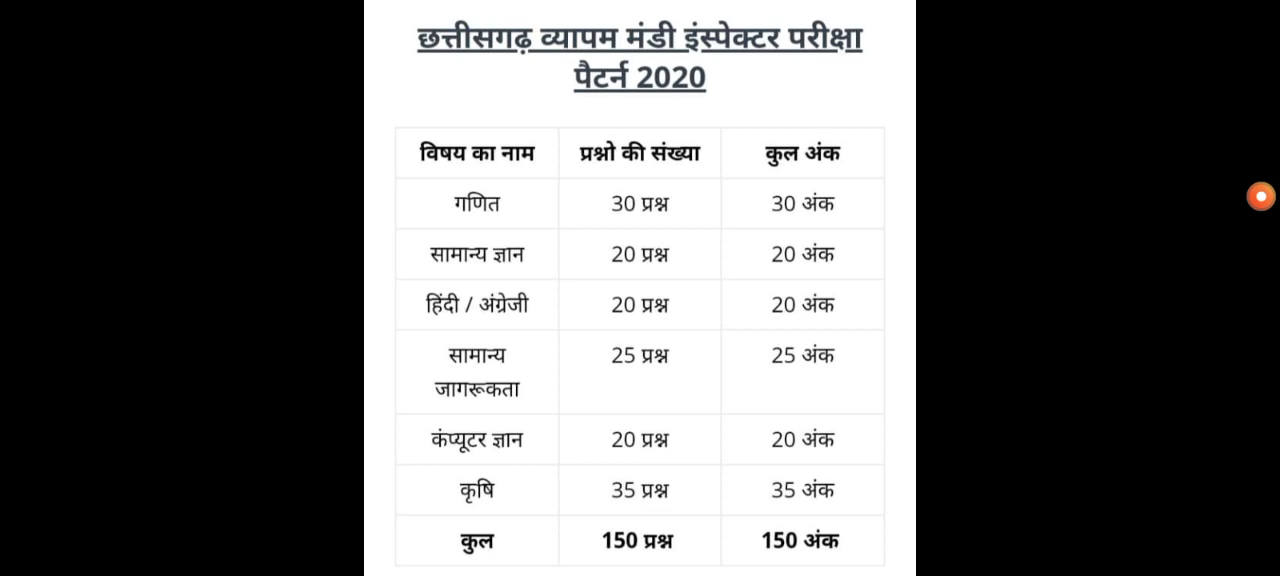 छत्तीसगढ़ व्यापम मंडी इंस्पेक्टर परीक्षा
पैटर्न 2020
विषय का नाम प्रश्नो की संख्या कुल अंक
गणित 30 प्रश्न 30 अंक
सामान्य ज्ञान 20 प्रश्न 20 अंक
हिंदी / अंग्रेजी 20 प्रश्न 20 अंक
सामान्य 25 प्रश्न 25 अंक
जागरूकता
कंप्यूटर ज्ञान 20 प्रश्न 20 अंक
कृषि 35 प्रश्न 35 अंक
कुल 150 प्रश्न 150 अंक